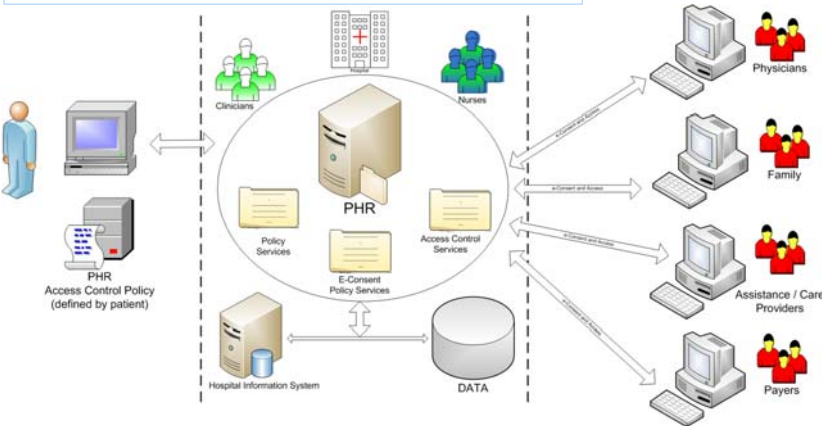 PHR
Access Control Policy
(defined by patient)
Clinicians
Hospital
Nurses
PHR
Policy
Services
E-Consent
Policy Services
Access Control
Services
Hospital Information System
DATA
e-Consent and Access
e-Consent and Access
e-Consent and Access
e-Consent and Access
Physicians
Family
Assistance / Care
Providers
Payers